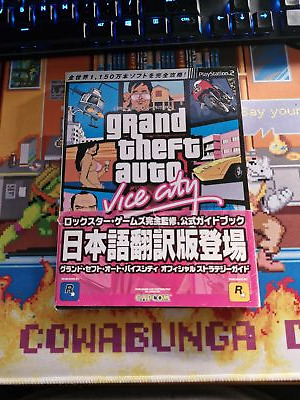 全世界1,150万本ソフトを完全攻略!
PlayStation 2
grand
theft
auto
Vice City
ロックスター・ゲームス完全監修、公式ガイドブック
日本語翻訳版登場
グランド・セフト・オート・バイスシティ オフィシャル ストラテジーガイド
R
CAPCOM
R
Say your
COWABUNGA D